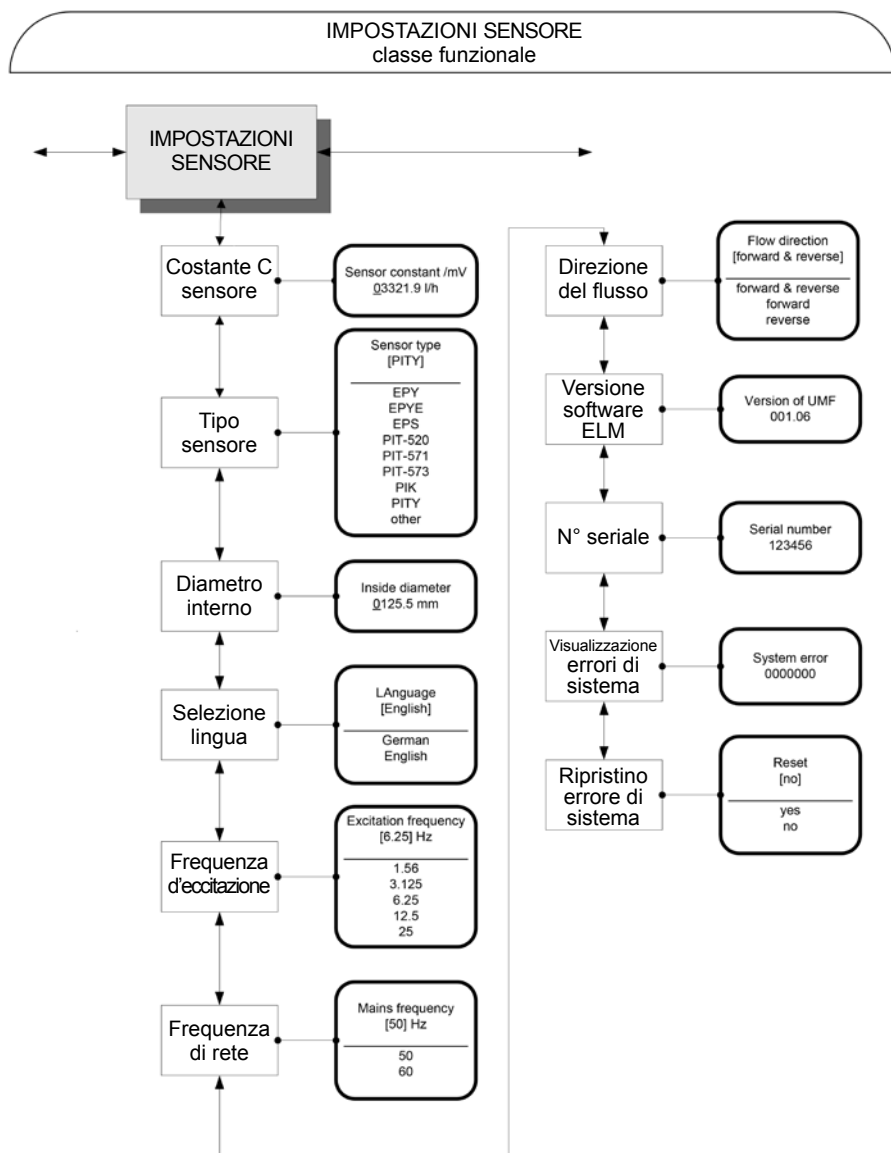 IMPOSTAZIONI SENSORE
classe funzionale
IMPOSTAZIONI
SENSORE
Costante C
sensore
Sensor constant /mV
03321.9 l/h
Tipo
sensore
Sensor type
[PITY]
EPY
EPYE
EPS
PIT-520
PIT-571
PIT-573
PIK
PITY
other
Diametro
interno
Inside diameter
0125.5 mm
Selezione
lingua
LAnguage
[English]
German
English
Frequenza
d'eccitazione
Excitation frequency
[6.25] Hz
1.56
3.125
6.25
12.5
25
Frequenza
di rete
Mains frequency
[50] Hz
50
60
Direzione
del flusso
Flow direction
[forward & reverse]
forward & reverse
forward
reverse
Versione
software
ELM
Version of UMF
001.06
N° seriale
Serial number
123456
Visualizzazione
errori di
sistema
System error
0000000
Ripristino
errore di
sistema
Reset
[no]
yes
no